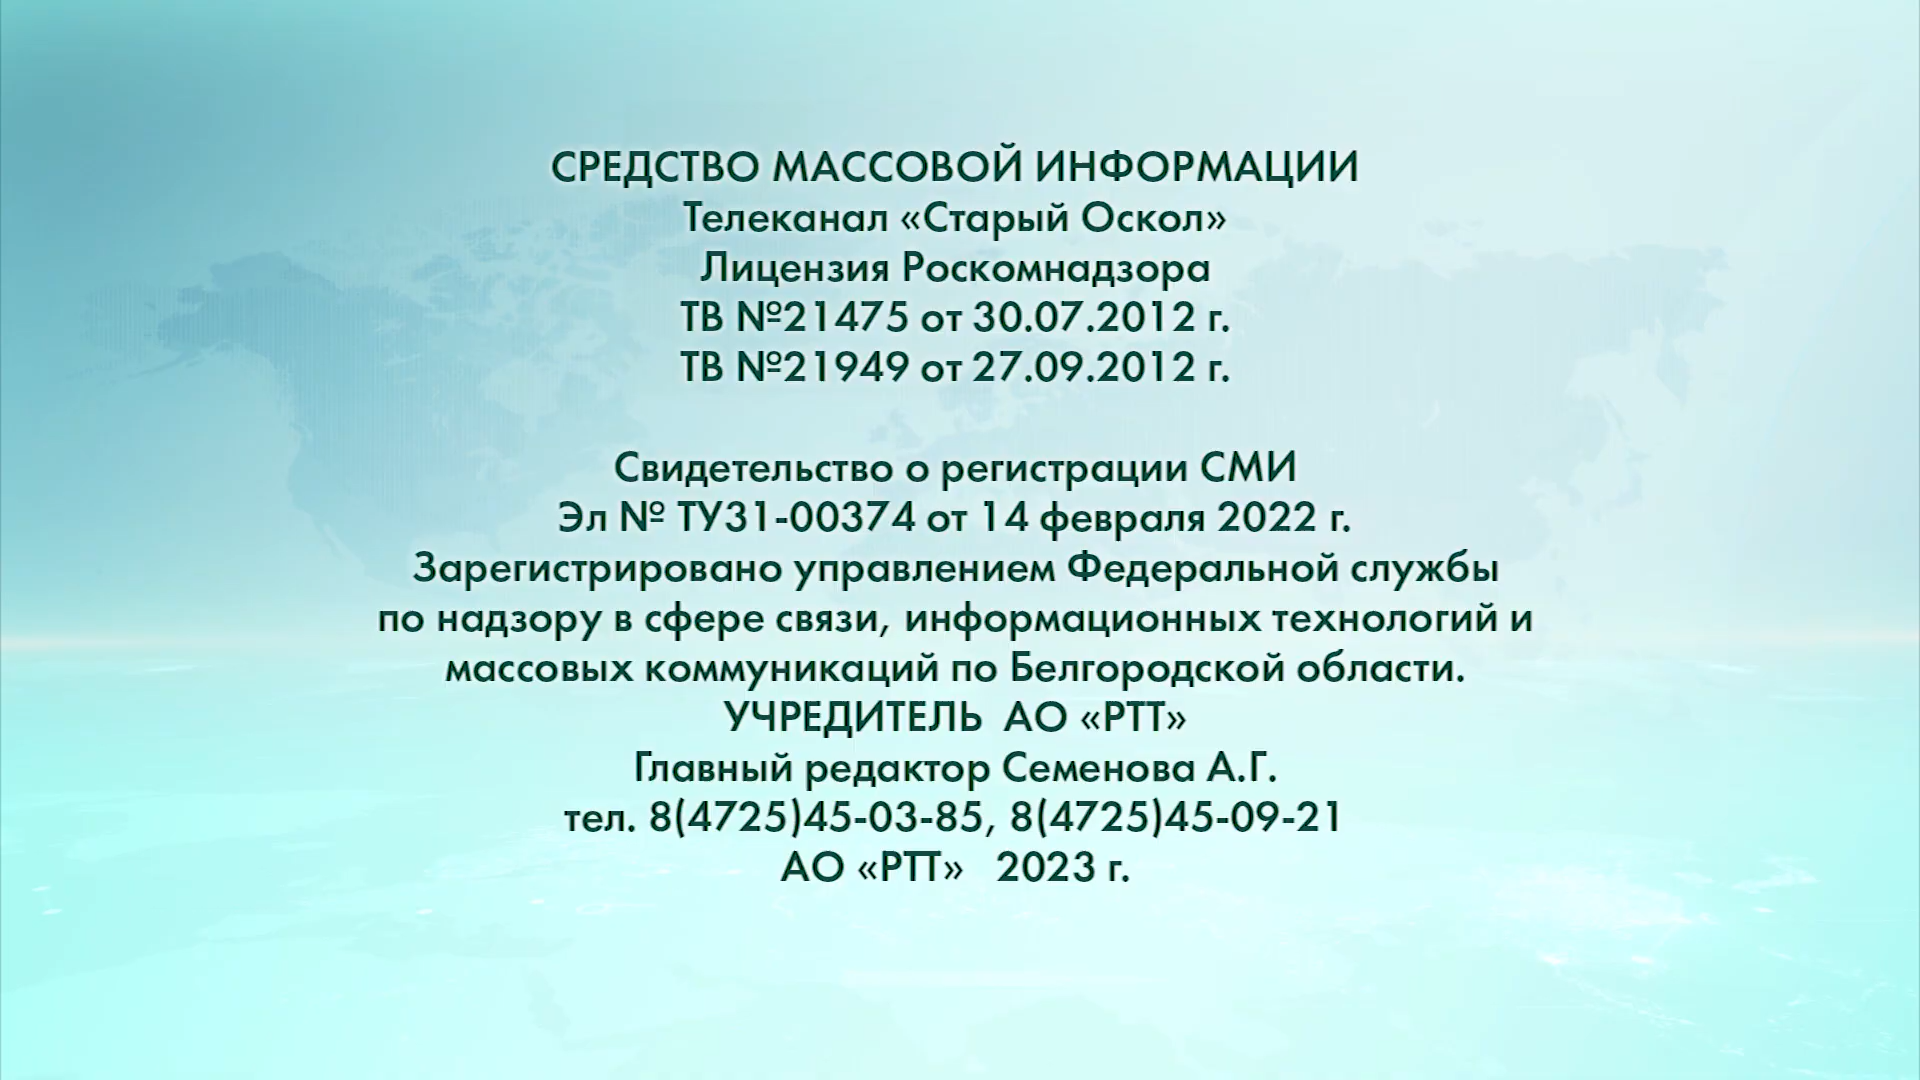 СРЕДСТВО МАССОВОЙ ИНФОРМАЦИИ
Телеканал «Старый Оскол»
Лицензия Роскомнадзора
ТВ №21475 от 30.07.2012 г.
ТВ №21949 от 27.09.2012 г.
Свидетельство о регистрации СМИ
Эл № ТУ31-00374 от 14 февраля 2022 г.
Зарегистрировано управлением Федеральной службы
по надзору в сфере связи, информационных технологий и
массовых коммуникаций по Белгородской области.
УЧРЕДИТЕЛЬ  АО «РТТ»
Главный редактор Семенова А.Г.
тел. 8(4725)45-03-85, 8(4725)45-09-21
АО «РТТ»   2023 г.